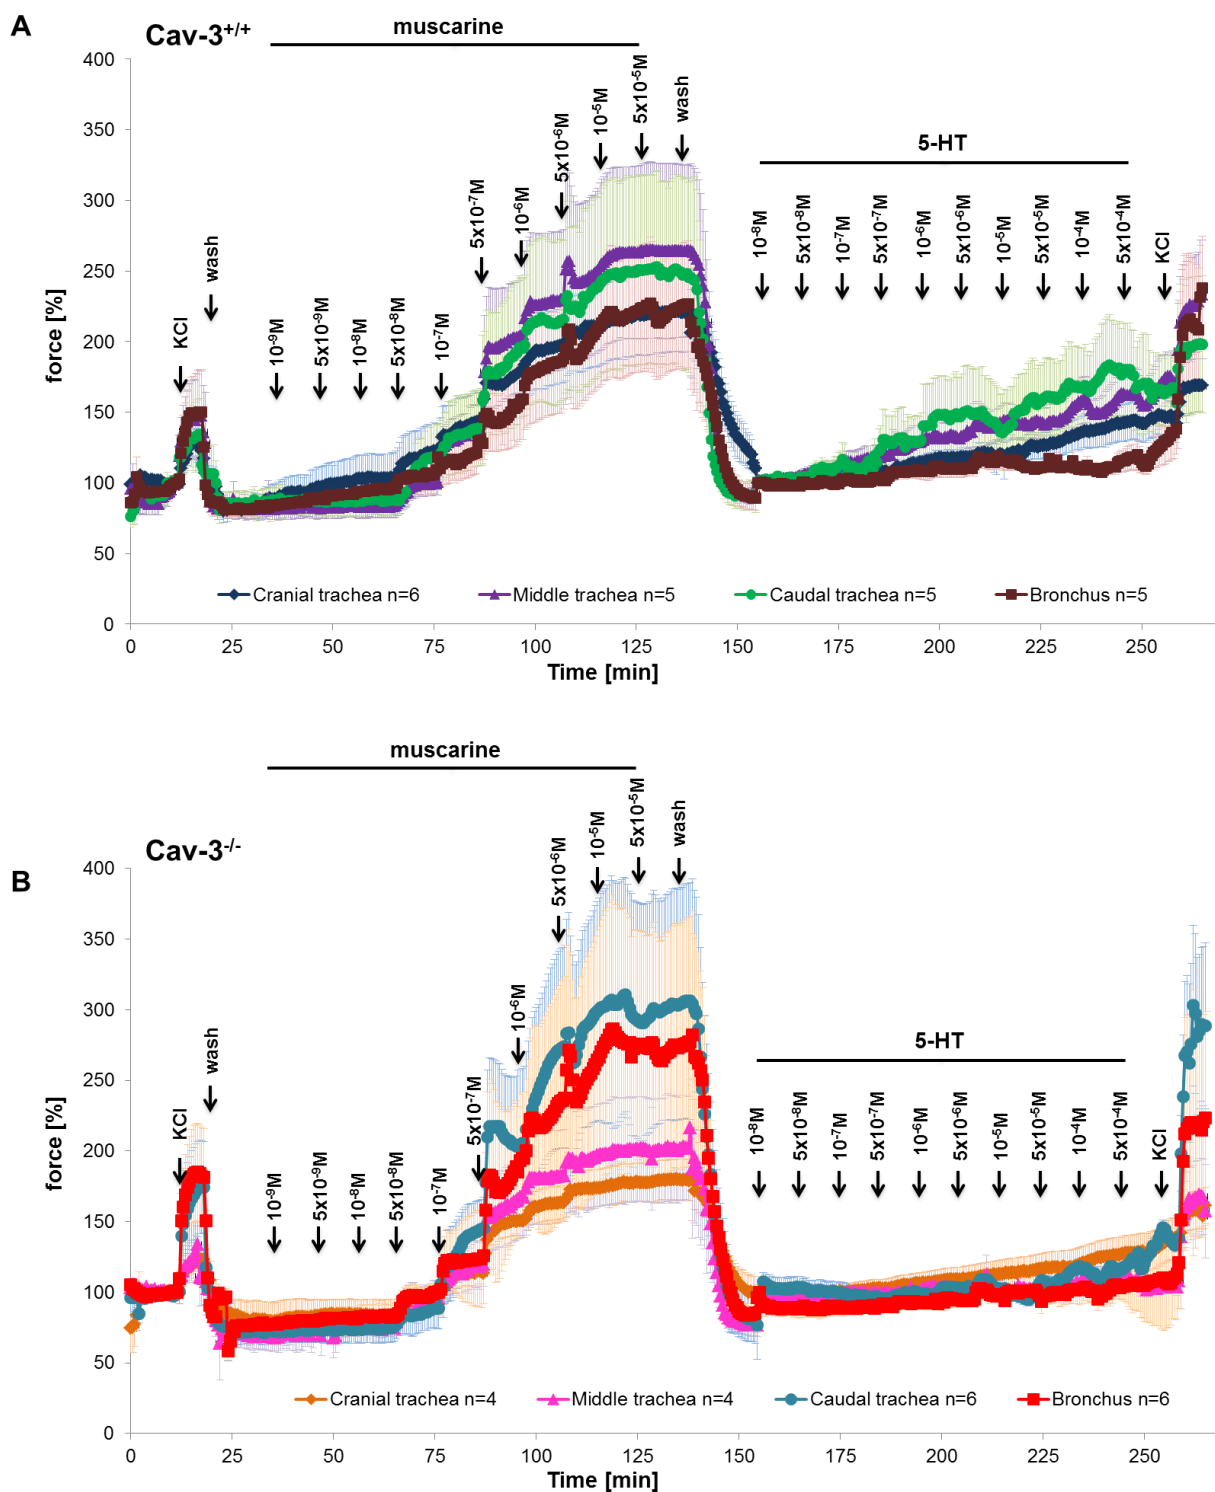 A
Cav-3+/+
muscarine
400
350
300
250
200
150
100
50
0
force [%]
KCl
wash
10⁻⁹M
5x10⁻⁹M
10⁻⁸M
5x10⁻⁸M
10⁻⁷M
5x10⁻⁷M
10⁻⁶M
5x10⁻⁶M
10⁻⁵M
5x10⁻⁵M
wash
5-HT
10⁻⁸M
5x10⁻⁸M
10⁻⁷M
5x10⁻⁷M
10⁻⁶M
5x10⁻⁶M
10⁻⁵M
5x10⁻⁵M
10⁻⁴M
5x10⁻⁴M
KCl
Cranial trachea n=6 Middle trachea n=5 Caudal trachea n=5 Bronchus n=5
0 25 50 75 100 125 150 175 200 225 250
Time [min]
muscarine
Cav-3-/-
B
400
350
300
250
200
150
100
50
0
force [%]
KCl
wash
10⁻⁹M
5x10⁻⁹M
10⁻⁸M
5x10⁻⁸M
10⁻⁷M
5x10⁻⁷M
10⁻⁶M
5x10⁻⁶M
10⁻⁵M
5x10⁻⁵M
wash
5-HT
10⁻⁸M
5x10⁻⁸M
10⁻⁷M
5x10⁻⁷M
10⁻⁶M
5x10⁻⁶M
10⁻⁵M
5x10⁻⁵M
10⁻⁴M
5x10⁻⁴M
KCl
Cranial trachea n=4 Middle trachea n=4 Caudal trachea n=6 Bronchus n=6
0 25 50 75 100 125 150 175 200 225 250
Time [min]